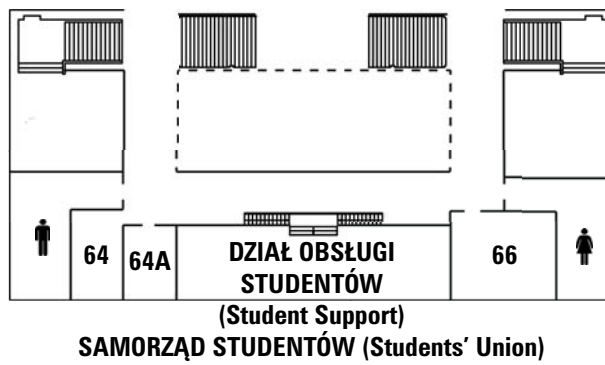 64
64A
DZIAŁ OBSŁUGI
STUDENTÓW
66
(Student Support)
SAMORZĄD STUDENTÓW (Students' Union)